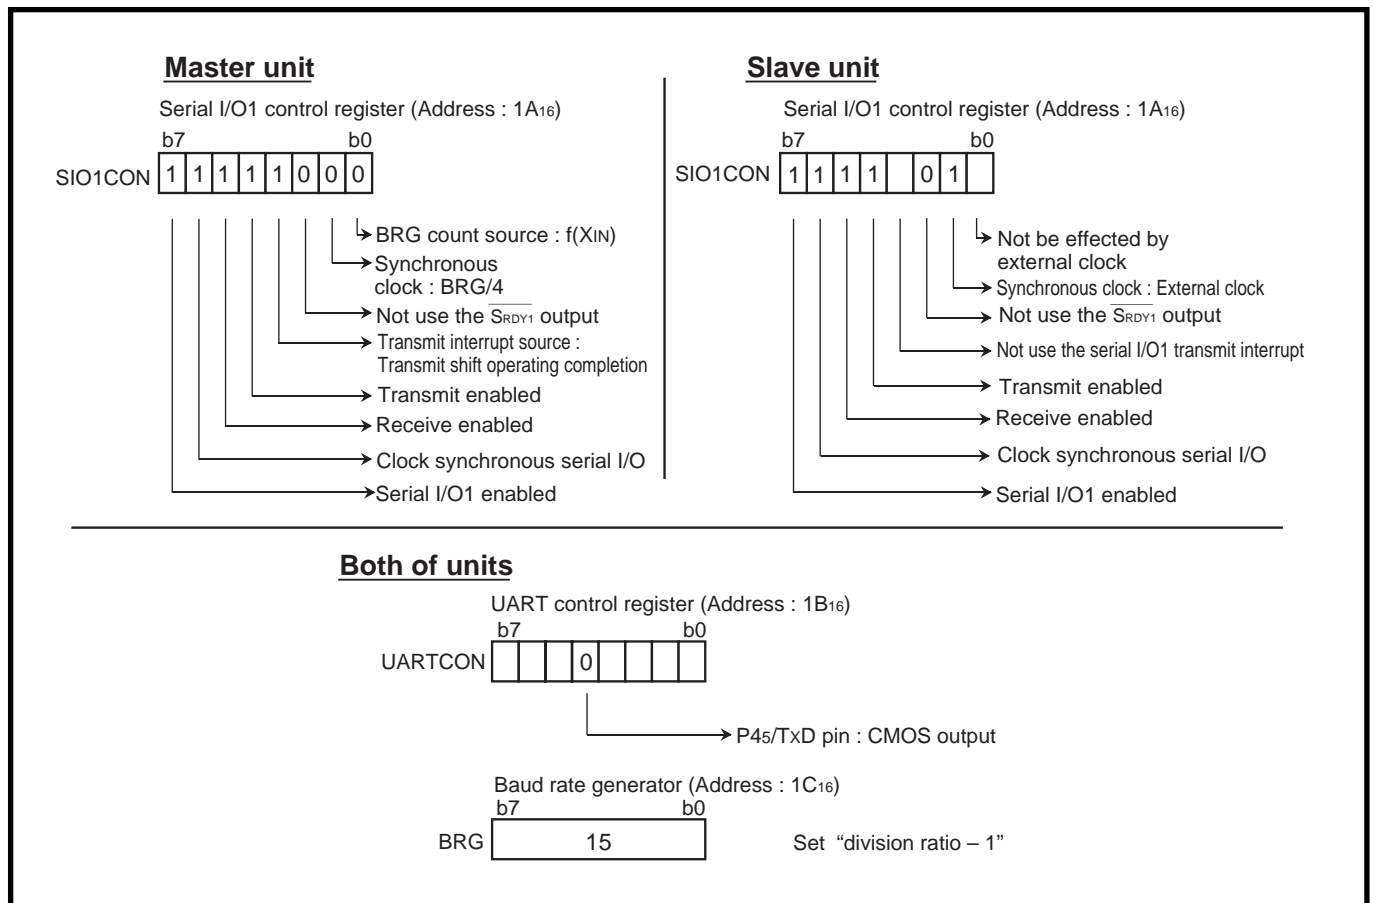 Master unit
Serial I/O1 control register (Address : 1A16)
b7 b0
SIO1CON 1 1 1 1 1 0 0 0
BRG count source : f(XIN)
Synchronous
clock : BRG/4
Not use the SRDY1 output
Transmit interrupt source :
Transmit shift operating completion
Transmit enabled
Receive enabled
Clock synchronous serial I/O
Serial I/O1 enabled
Slave unit
Serial I/O1 control register (Address : 1A16)
b7 b0
SIO1CON 1 1 1 1 0 1
Not be effected by
external clock
Synchronous clock : External clock
Not use the SRDY1 output
Not use the serial I/O1 transmit interrupt
Transmit enabled
Receive enabled
Clock synchronous serial I/O
Serial I/O1 enabled
Both of units
UART control register (Address : 1B16)
b7 b0
UARTCON 0
P45/TXD pin : CMOS output
Baud rate generator (Address : 1C16)
b7 b0
BRG 15 Set “division ratio – 1”